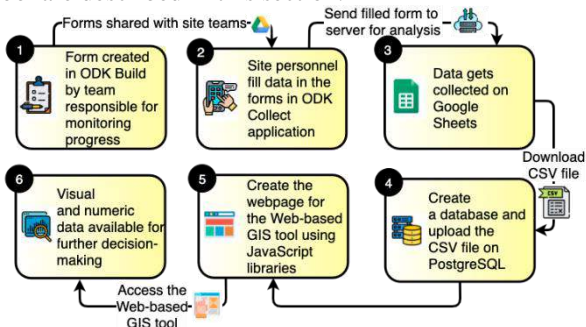 Forms shared with site teams
Send filled form to
server for analysis
1
Form created
in ODK Build
by team
responsible for
monitoring
progress
2
Site personnel
fill data in the
forms in ODK
Collect
application
3
Data gets
collected on
Google
Sheets
Download
CSV file
CSV
4
Create
a database and
upload the
CSV file on
PostgreSQL
5
Create the
webpage for
the Web-based
GIS tool using
JavaScript
libraries
6
Visual
and numeric
data available for
further decision-
making
Access the
Web-based
GIS tool